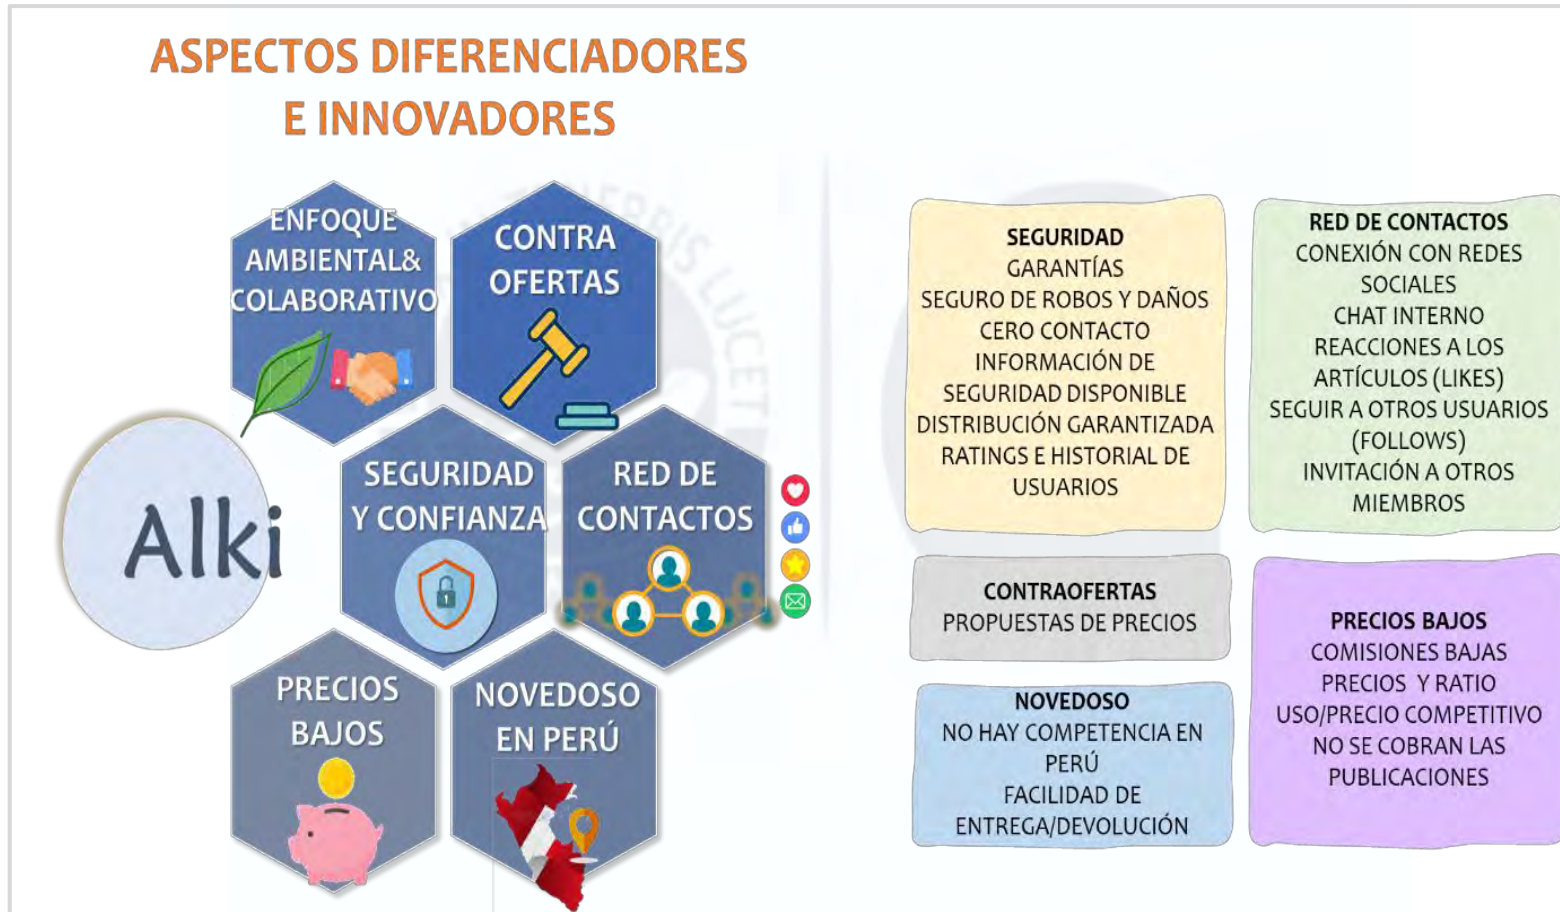 ASPECTOS DIFERENCIADORES
E INNOVADORES
ENFOQUE
AMBIENTAL&
COLABORATIVO
CONTRA
OFERTAS
Alki
SEGURIDAD
Y CONFIANZA
RED DE
CONTACTOS
PRECIOS
BAJOS
NOVEDOSO
EN PERÚ
SEGURIDAD
GARANTÍAS
SEGURO DE ROBOS Y DAÑOS
CERO CONTACTO
INFORMACIÓN DE
SEGURIDAD DISPONIBLE
DISTRIBUCIÓN GARANTIZADA
RATINGS E HISTORIAL DE
USUARIOS
RED DE CONTACTOS
CONEXIÓN CON REDES
SOCIALES
CHAT INTERNO
REACCIONES A LOS
ARTÍCULOS (LIKES)
SEGUIR A OTROS USUARIOS
(FOLLOWS)
INVITACIÓN A OTROS
MIEMBROS
CONTRAOFERTAS
PROPUESTAS DE PRECIOS
NOVEDOSO
NO HAY COMPETENCIA EN
PERÚ
FACILIDAD DE
ENTREGA/DEVOLUCIÓN
PRECIOS BAJOS
COMISIONES BAJAS
PRECIOS Y RATIO
USO/PRECIO COMPETITIVO
NO SE COBRAN LAS
PUBLICACIONES